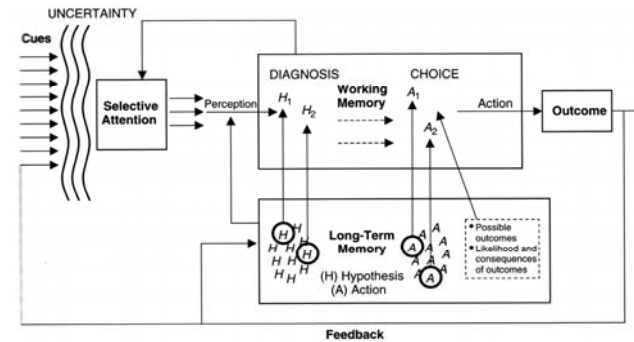 UNCERTAINTY
Cues
Selective
Attention
Perception
DIAGNOSIS
H1
H2
Working
Memory
CHOICE
A1
A2
Action
Outcome
H
H
H
H
H
H
H
H
H
H
H
H
Long-Term
Memory
(H) Hypothesis
(A) Action
A
A
A
A
A
A
A
A
A
A
A
• Possible
outcomes
• Likelihood and
consequences
of outcomes
Feedback